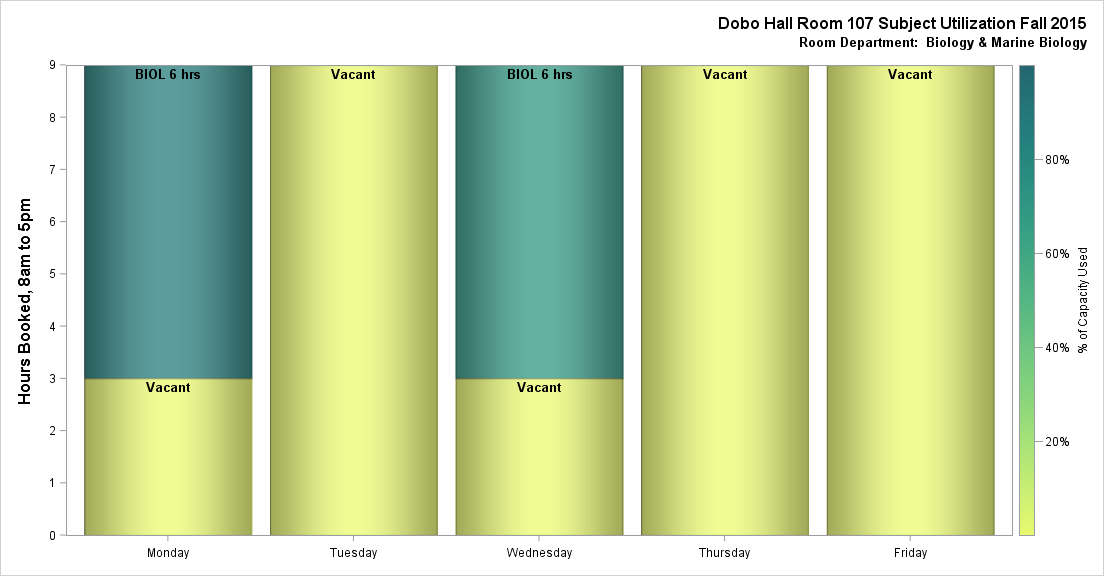 Dobo Hall Room 107 Subject Utilization Fall 2015
Room Department:  Biology & Marine Biology
Hours Booked, 8am to 5pm
9
8
7
6
5
4
3
2
1
0
BIOL 6 hrs
Vacant
Vacant
BIOL 6 hrs
Vacant
Vacant
Vacant
Monday
Tuesday
Wednesday
Thursday
Friday
80%
60%
40%
20%
% of Capacity Used